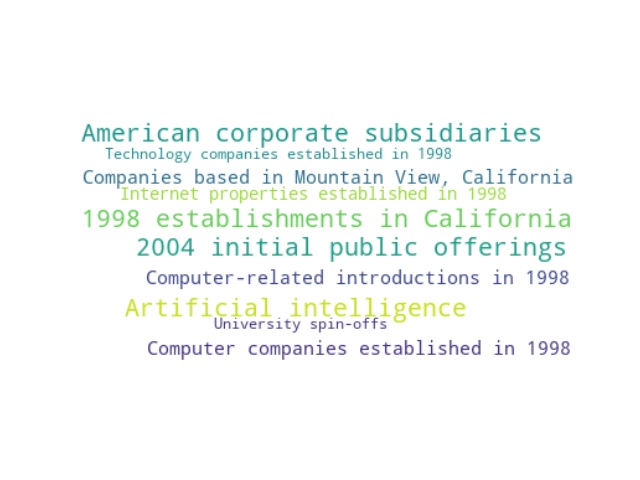 American corporate subsidiaries
Technology companies established in 1998
Companies based in Mountain View, California
Internet properties established in 1998
1998 establishments in California
2004 initial public offerings
Computer-related introductions in 1998
Artificial intelligence
University spin-offs
Computer companies established in 1998